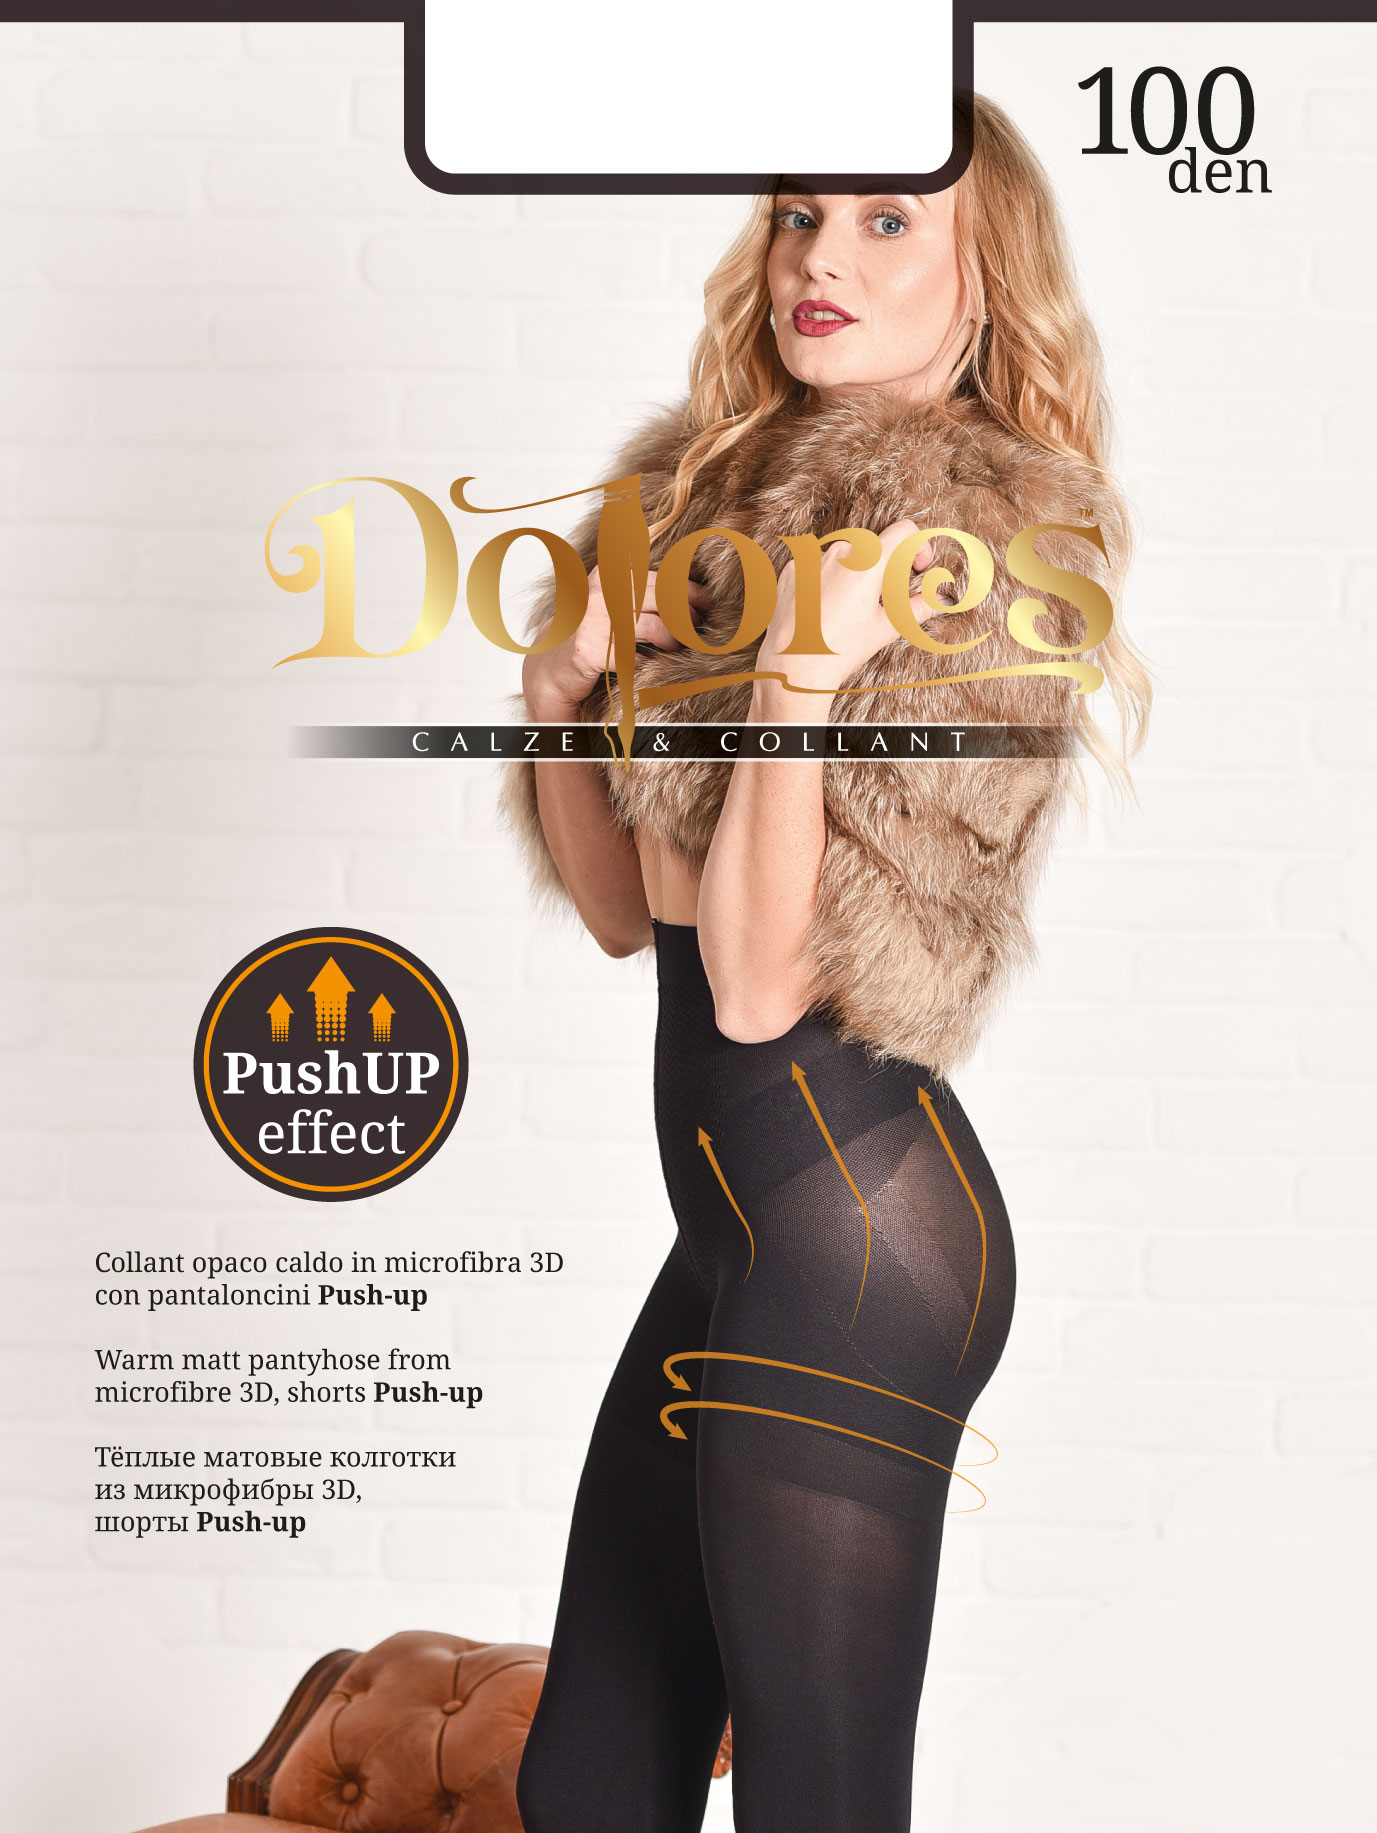 100
den
Dolores™
CALZE & COLLANT
PushUP
effect
Collant opaco caldo in microfibra 3D
con pantaloncini Push-up
Warm matt pantyhose from
microfibre 3D, shorts Push-up
Тёплые матовые колготки
из микрофибры 3D,
шорты Push-up